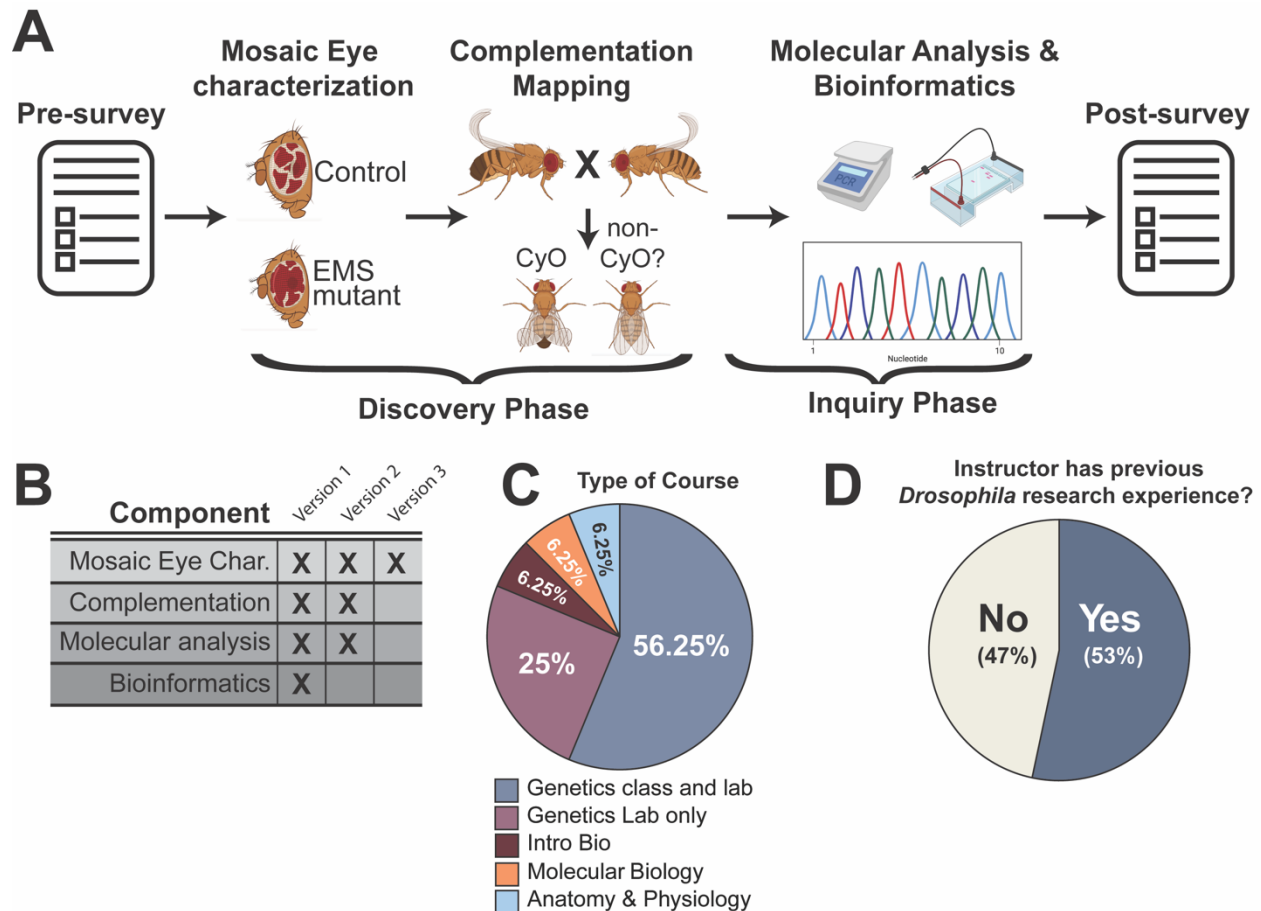 A
Pre-survey
Mosaic Eye
characterization
Control
EMS
mutant
Complementation
Mapping
X
CyO
non-
CyO?
Molecular Analysis &
Bioinformatics
PCR
1
Nucleotide
10
Post-survey
Discovery Phase
Inquiry Phase
B
Component Version 1 Version 2 Version 3
Mosaic Eye Char. X X X
Complementation X X
Molecular analysis X X
Bioinformatics X
C
Type of Course
6.25%
6.25%
6.25%
25%
56.25%
Genetics class and lab
Genetics Lab only
Intro Bio
Molecular Biology
Anatomy & Physiology
D
Instructor has previous
Drosophila research experience?
No
(47%)
Yes
(53%)